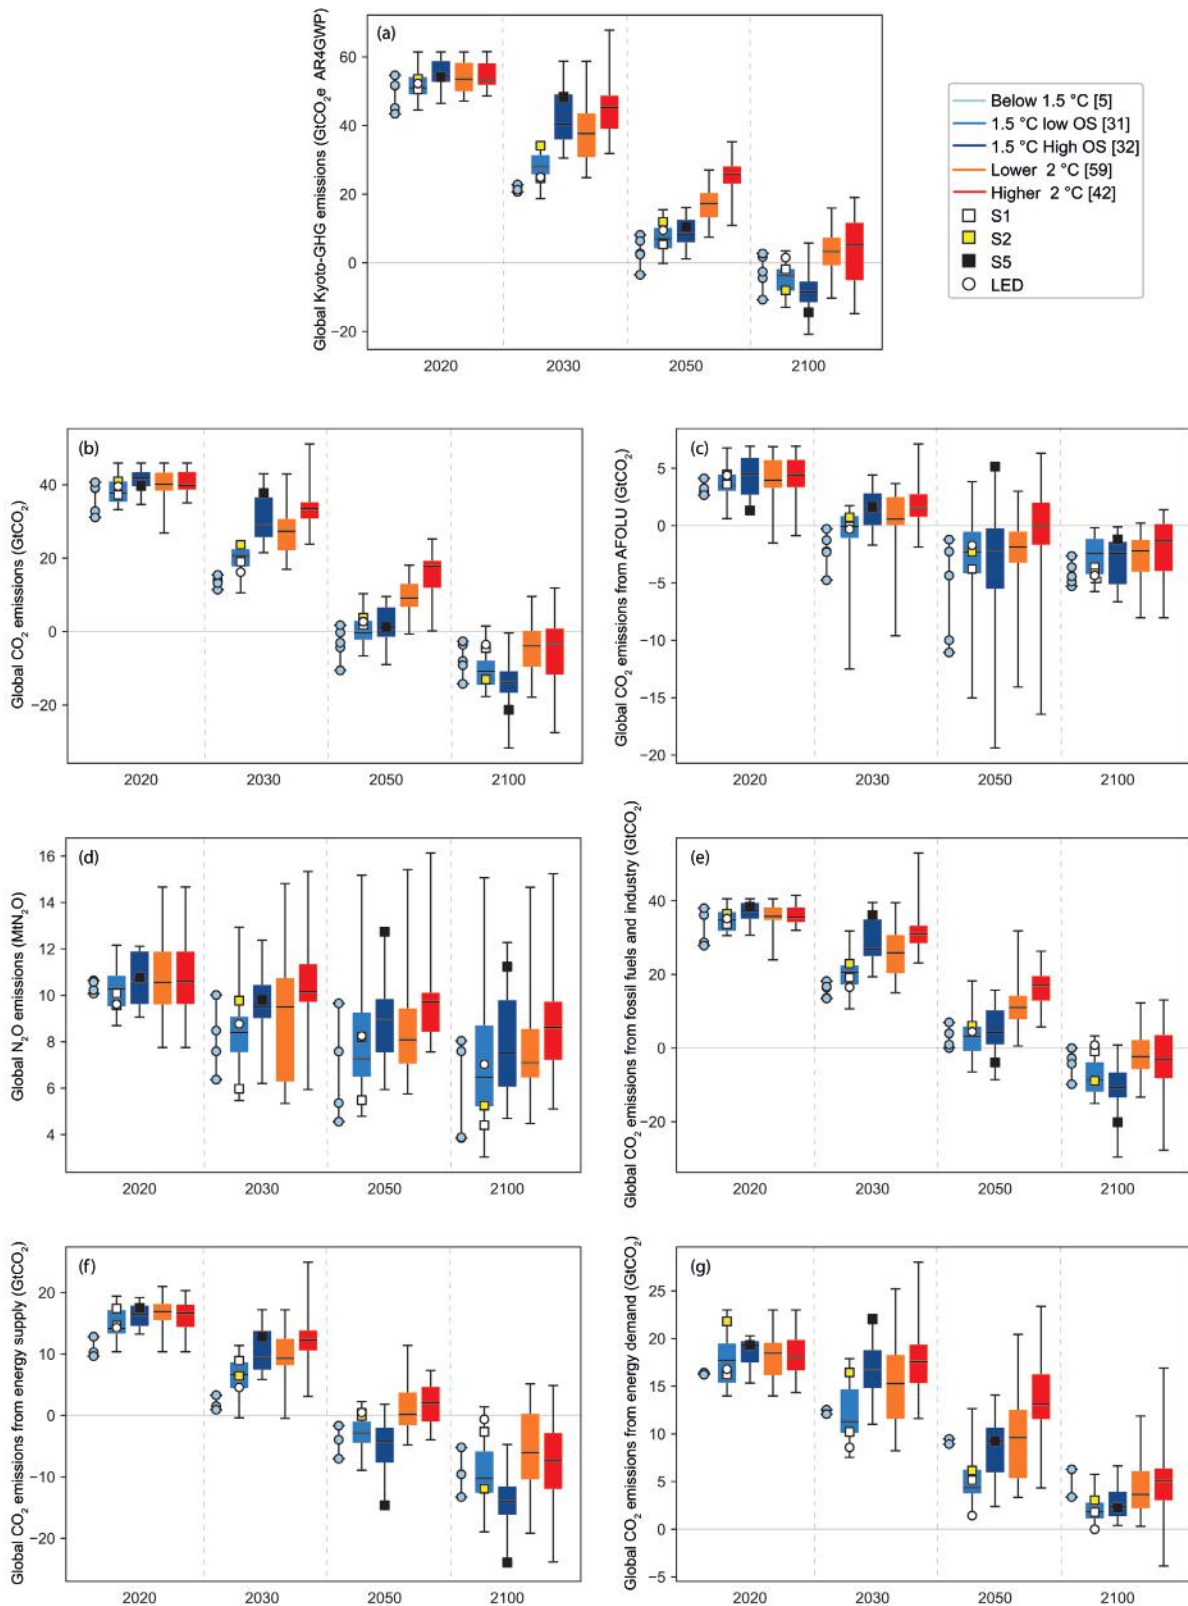 (a)
Global Kyoto-GHG emissions (GtCO2e AR4GWP)
60
40
20
0
−20
2020 2030 2050 2100
Below 1.5 °C [5]
1.5 °C low OS [31]
1.5 °C High OS [32]
Lower 2 °C [59]
Higher 2 °C [42]
S1
S2
S5
LED
(b)
Global CO2 emissions (GtCO2)
40
20
0
−20
2020 2030 2050 2100
(c)
Global CO2 emissions from AFOLU (GtCO2)
5
0
−5
−10
−15
−20
2020 2030 2050 2100
(d)
Global N2O emissions (MtN2O)
16
14
12
10
8
6
4
2020 2030 2050 2100
(e)
Global CO2 emissions from fossil fuels and industry (GtCO2)
40
20
0
−20
2020 2030 2050 2100
(f)
Global CO2 emissions from energy supply (GtCO2)
20
10
0
−10
−20
2020 2030 2050 2100
(g)
Global CO2 emissions from energy demand (GtCO2)
25
20
15
10
5
0
−5
2020 2030 2050 2100